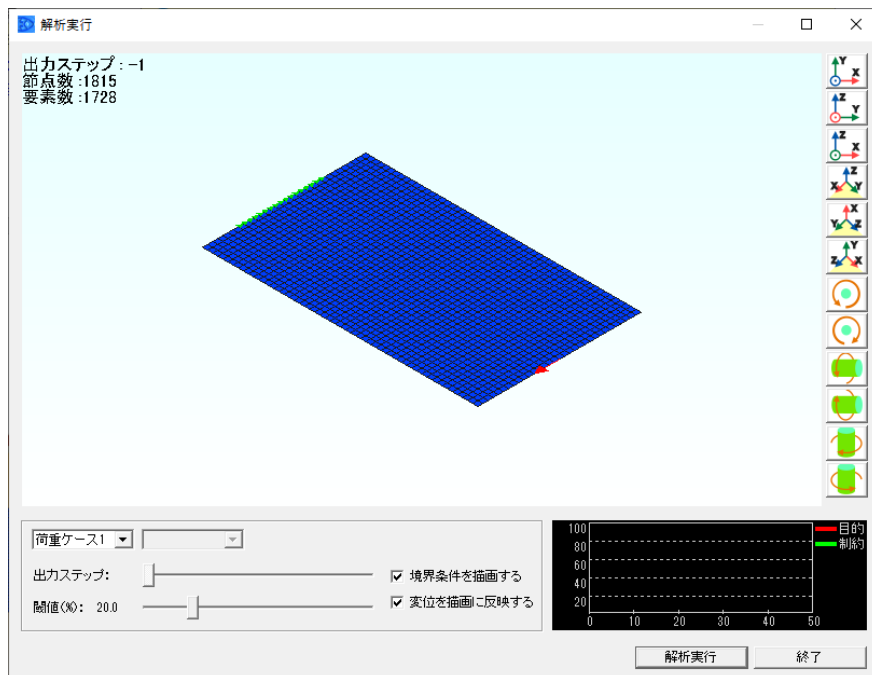 解析実行
出力ステップ:-1
節点数:1815
要素数:1728
Y
X
Z
Y
Z
X
Z
X
Y
X
Y
Z
Y
Z
X
荷重ケース1
出力ステップ:
閾値(%): 20.0
境界条件を描画する
変位を描画に反映する
100
80
60
40
20
0 10 20 30 40 50
目的
制約
解析実行
終了